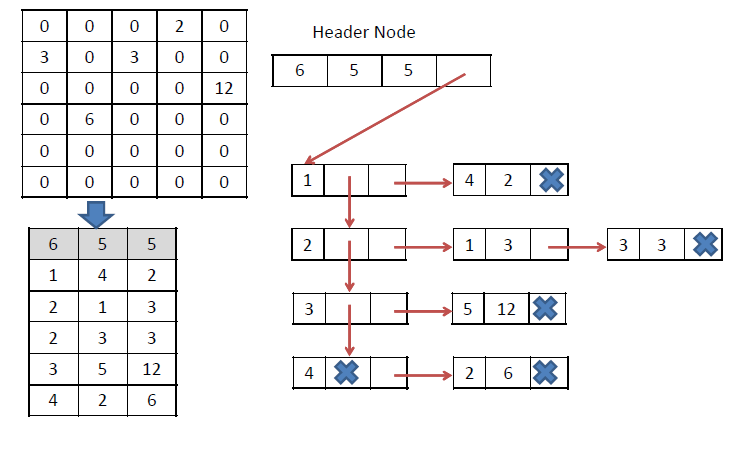 0 0 0 2 0
3 0 3 0 0
0 0 0 0 12
0 6 0 0 0
0 0 0 0 0
0 0 0 0 0
6 5 5
1 4 2
2 1 3
2 3 3
3 5 12
4 2 6
Header Node
6 5 5
1 4 2
2 1 3 3 3
3 5 12
4 2 6